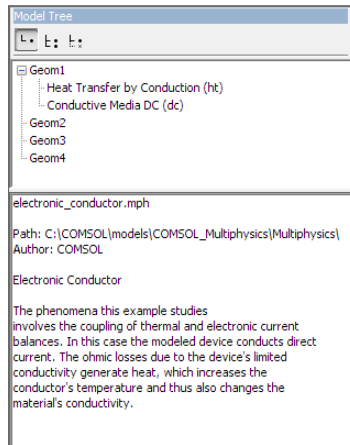 Model Tree
Geom1
Heat Transfer by Conduction (ht)
Conductive Media DC (dc)
Geom2
Geom3
Geom4
electronic_conductor.mph
Path: C:\COMSOL\models\COMSOL_Multiphysics\Multiphysics\
Author: COMSOL
Electronic Conductor
The phenomena this example studies
involves the coupling of thermal and electronic current
balances. In this case the modeled device conducts direct
current. The ohmic losses due to the device's limited
conductivity generate heat, which increases the
conductor's temperature and thus also changes the
material's conductivity.